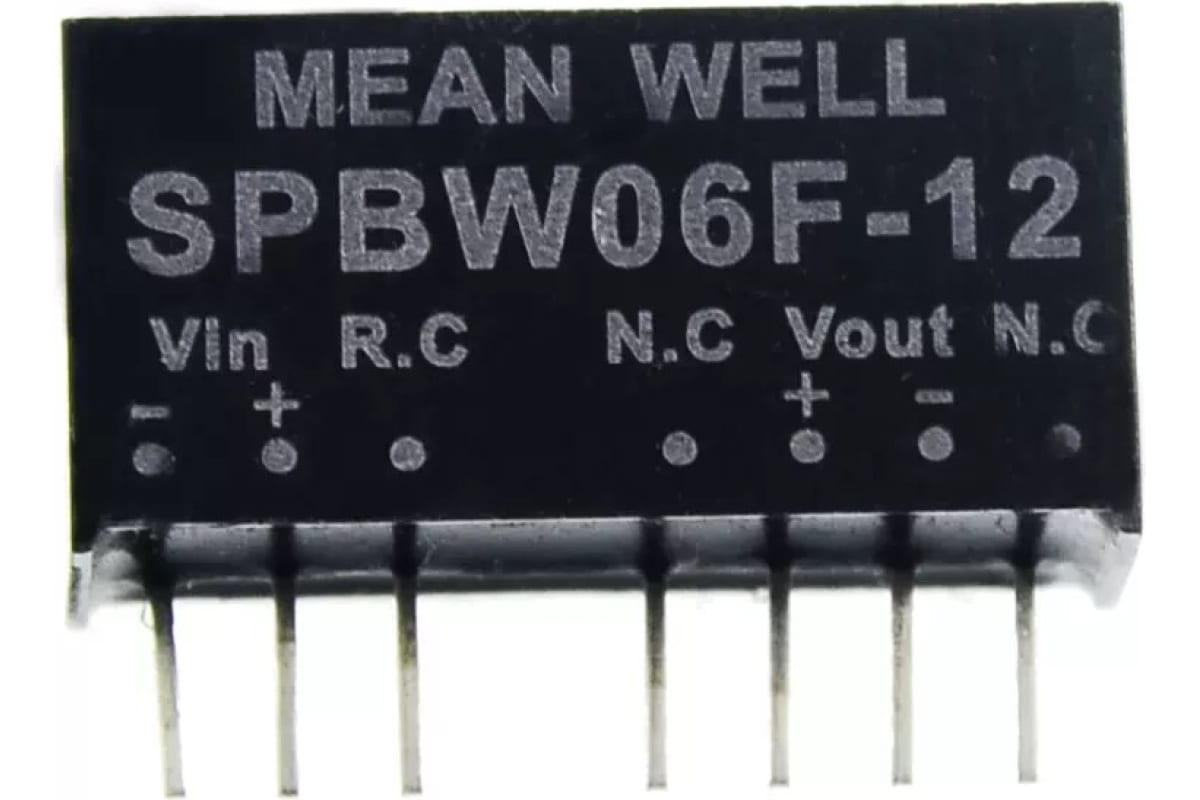 MEAN WELL
SPBW06F-12
Vin R.C N.C Vout N.C
- + + -